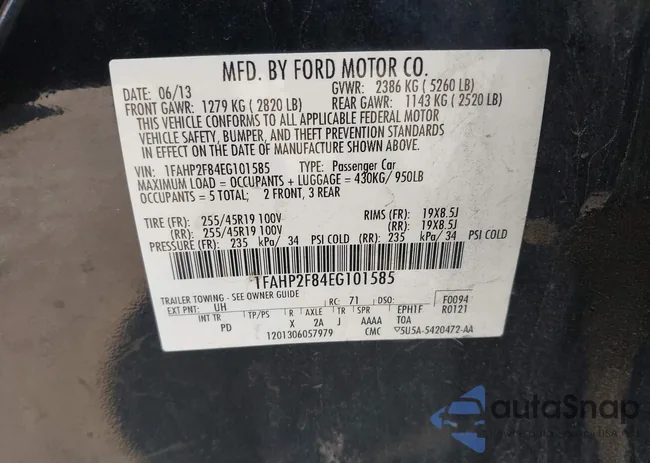 MFD. BY FORD MOTOR CO.
DATE: 06/13 GVWR: 2386 KG ( 5260 LB)
FRONT GAWR: 1279 KG ( 2820 LB) REAR GAWR: 1143 KG ( 2520 LB)
THIS VEHICLE CONFORMS TO ALL APPLICABLE FEDERAL MOTOR
VEHICLE SAFETY, BUMPER, AND THEFT PREVENTION STANDARDS
IN EFFECT ON THE DATE OF MANUFACTURE SHOWN ABOVE.
VIN: 1FAHP2F84EG101585 TYPE: Passenger Car
MAXIMUM LOAD = OCCUPANTS + LUGGAGE = 430KG/ 950LB
OCCUPANTS = 5 TOTAL; 2 FRONT, 3 REAR
TIRE (FR): 255/45R19 100V RIMS (FR): 19X8.5J
(RR): 255/45R19 100V (RR): 19X8.5J
PRESSURE (FR): 235 kPa/ 34 PSI COLD (RR): 235 kPa/ 34 PSI COLD
1FAHP2F84EG101585
TRAILER TOWING - SEE OWNER GUIDE
EXT PNT: UH RC: 71 DSO: F0094
INT TR TP/PS R AXLE TR SPR EPH1F R0121
PD X 2A J AAAA TOA
1201306057979 CMC ▽5U5A-5420472-AA
autoSnap